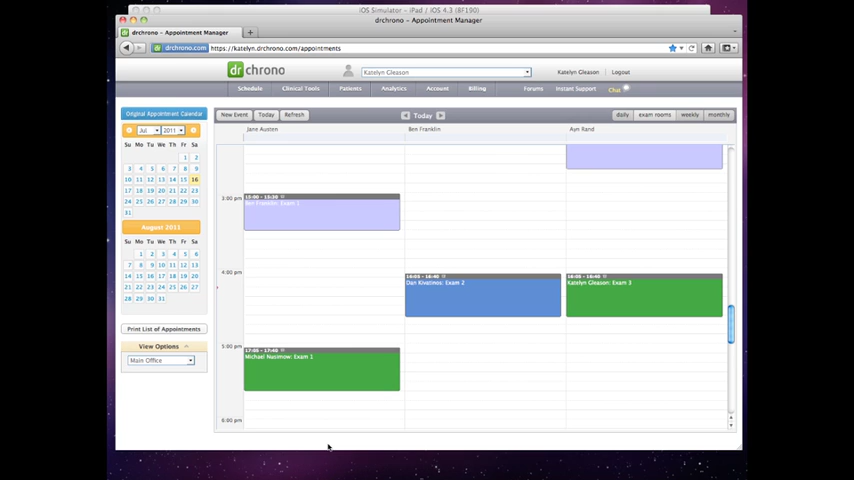 iOS Simulator - iPad / iOS 4.3 (8F190)
drchrono - Appointment Manager
drchrono - Appointment Manager
drchrono.com https://katelyn.drchrono.com/appointments
dr chrono
Katelyn Gleason
Katelyn Gleason Logout
Schedule Clinical Tools Patients Analytics Account Billing Forums Instant Support Chat
Original Appointment Calendar
New Event Today Refresh Today daily exam rooms weekly monthly
Jul 2011
Jane Austen Ben Franklin Ayn Rand
Su Mo Tu We Th Fr Sa
1 2
3 4 5 6 7 8 9
10 11 12 13 14 15 16
17 18 19 20 21 22 23
24 25 26 27 28 29 30
31
August 2011
Su Mo Tu We Th Fr Sa
1 2 3 4 5 6
7 8 9 10 11 12 13
14 15 16 17 18 19 20
21 22 23 24 25 26 27
28 29 30 31
Print List of Appointments
View Options
Main Office
3:00 pm
15:00 - 15:30
Ben Franklin: Exam 1
4:00 pm
16:05 - 16:40
Dan Kivatinos: Exam 2
16:05 - 16:40
Katelyn Gleason: Exam 3
5:00 pm
17:05 - 17:40
Michael Nusimow: Exam 1
6:00 pm